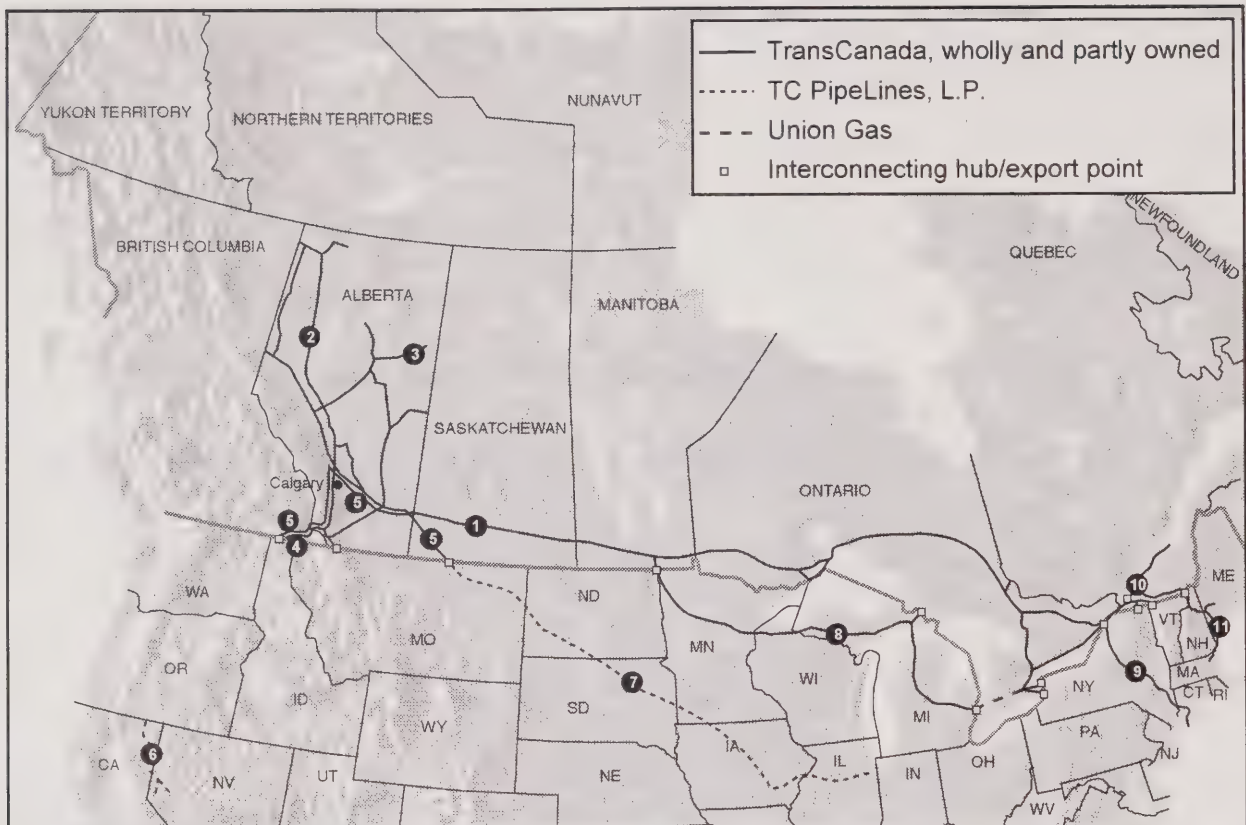 TransCanada, wholly and partly owned
TC PipeLines, L.P.
Union Gas
Interconnecting hub/export point
YUKON TERRITORY
NORTHERN TERRITORIES
NUNAVUT
BRITISH COLUMBIA
ALBERTA
SASKATCHEWAN
MANITOBA
ONTARIO
QUEBEC
NEWFOUNDLAND
2
3
Calgary
5
5
4
5
1
WA
OR
CA
6
NV
ID
UT
MO
WY
ND
SD
7
NE
MN
IA
WI
8
IL
MI
IN
OH
WV
PA
NY
9
NJ
10
VT
NH
ME
11
MA
CT
RI